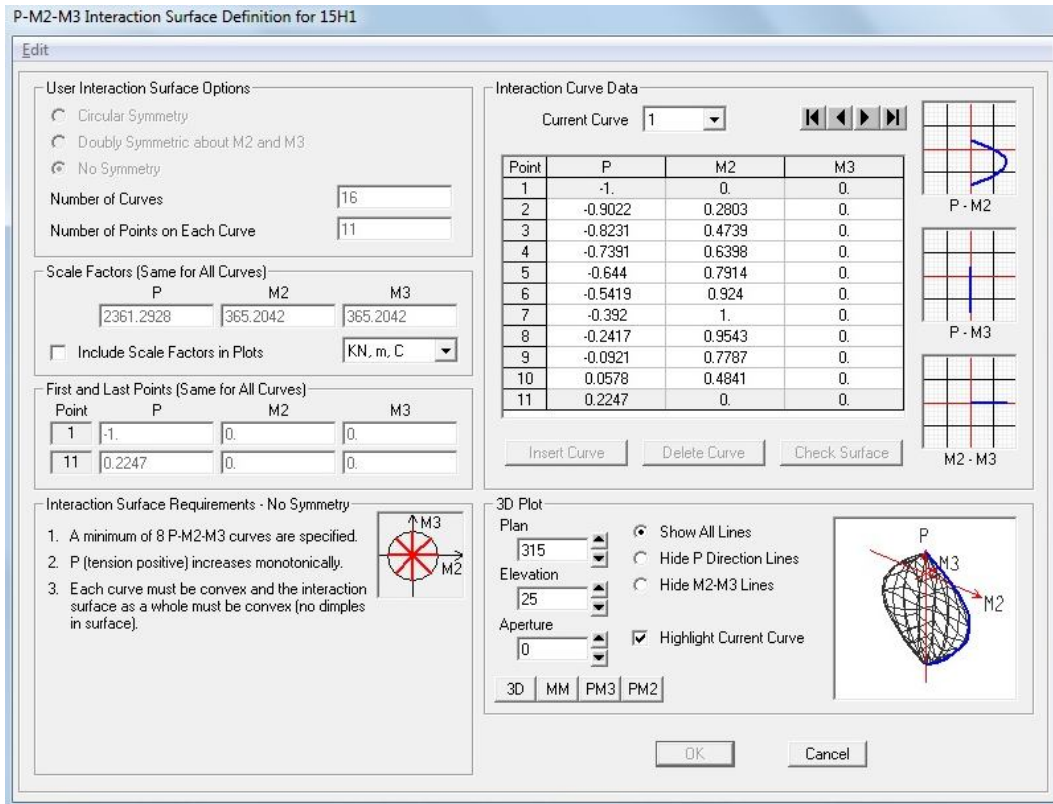 P-M2-M3 Interaction Surface Definition for 15H1
Edit
User Interaction Surface Options
Circular Symmetry
Doubly Symmetric about M2 and M3
No Symmetry
Number of Curves 16
Number of Points on Each Curve 11
Scale Factors (Same for All Curves)
P M2 M3
2361.2928 365.2042 365.2042
Include Scale Factors in Plots KN, m, C
First and Last Points (Same for All Curves)
Point P M2 M3
1 -1. 0. 0.
11 0.2247 0. 0.
Interaction Surface Requirements - No Symmetry
1. A minimum of 8 P-M2-M3 curves are specified.
2. P (tension positive) increases monotonically.
3. Each curve must be convex and the interaction
surface as a whole must be convex (no dimples
in surface).
M3
M2
Interaction Curve Data
Current Curve 1
Point P M2 M3
1 -1. 0. 0.
2 -0.9022 0.2803 0.
3 -0.8231 0.4739 0.
4 -0.7391 0.6398 0.
5 -0.644 0.7914 0.
6 -0.5419 0.924 0.
7 -0.392 1. 0.
8 -0.2417 0.9543 0.
9 -0.0921 0.7787 0.
10 0.0578 0.4841 0.
11 0.2247 0. 0.
Insert Curve Delete Curve Check Surface
P - M2
P - M3
M2 - M3
3D Plot
Plan
315
Elevation
25
Aperture
0
Show All Lines
Hide P Direction Lines
Hide M2-M3 Lines
Highlight Current Curve
3D MM PM3 PM2
P
M3
M2
OK Cancel